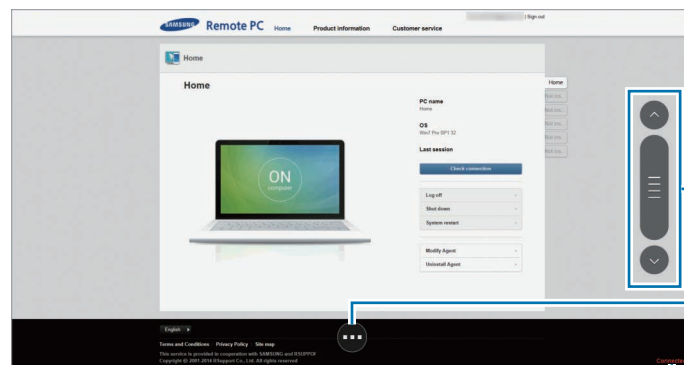 SAMSUNG Remote PC Home Product information Customer service | Sign out
Home
Home
Home
PC name
Home
OS
Win7 Pro SP1 32
Last session
Check connection
ON
computer
Log off
Shut down
System restart
Modify Agent
Uninstall Agent
English
Terms and Conditions Privacy Policy Site map
This service is provided in cooperation with SAMSUNG and RSUPPORT
Copyright © 2001-2014 RSupport Co., Ltd. All rights reserved
Connected